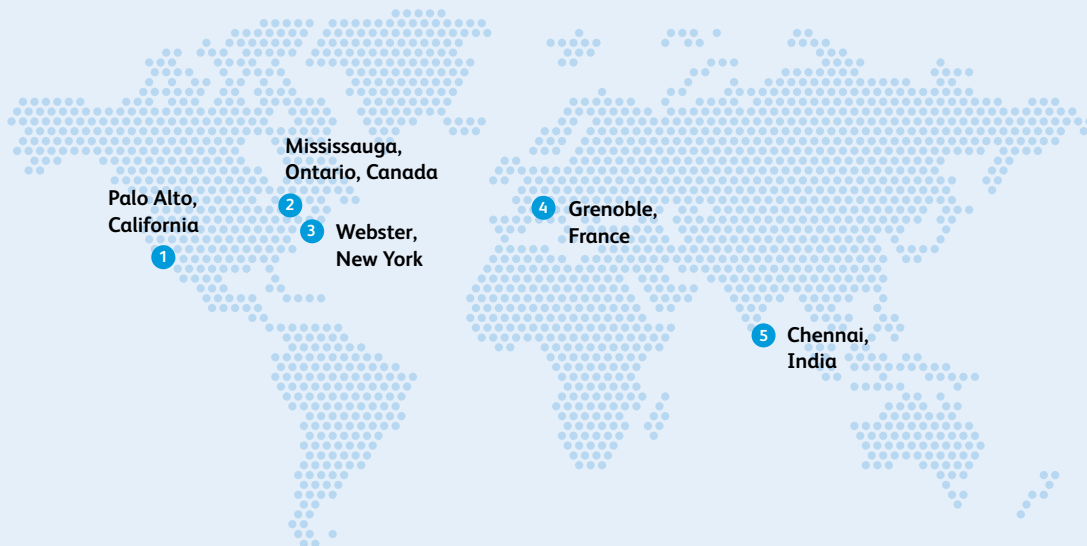 Palo Alto,
California
1
Mississauga,
Ontario, Canada
2
3
Webster,
New York
4
Grenoble,
France
5
Chennai,
India